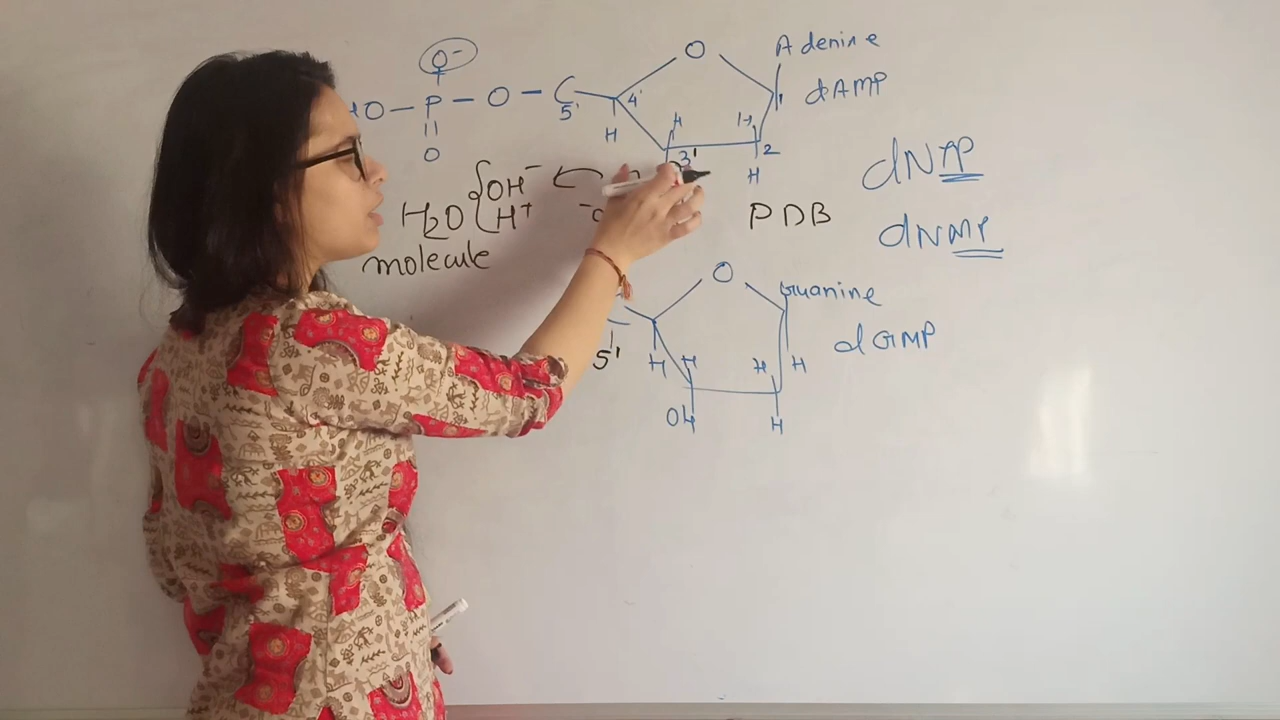 O⁻
O Adenine
HO–P–O–C 4' 1 dAMP
5'
O H H H 2
3' H
dNTP
H2O {OH⁻ H⁺
molecule
PDB
dNMP
O Guanine
dGMP
5' H H H H
OH H